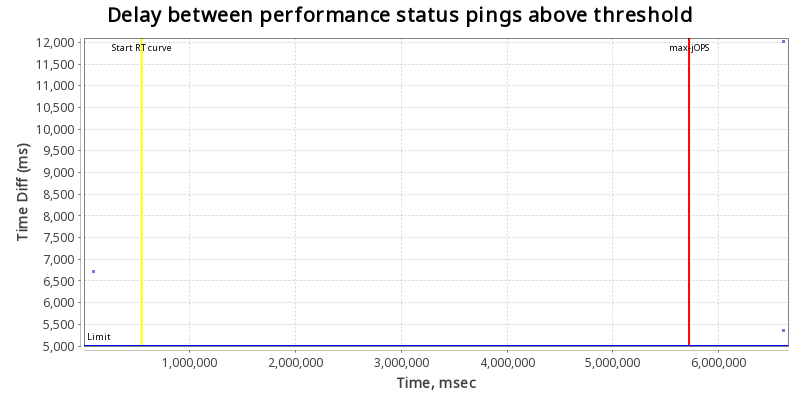 Delay between performance status pings above threshold
Time Diff (ms)
12,000
11,500
11,000
10,500
10,000
9,500
9,000
8,500
8,000
7,500
7,000
6,500
6,000
5,500
5,000
Start RT curve
max-jOPS
Limit
1,000,000 2,000,000 3,000,000 4,000,000 5,000,000 6,000,000
Time, msec